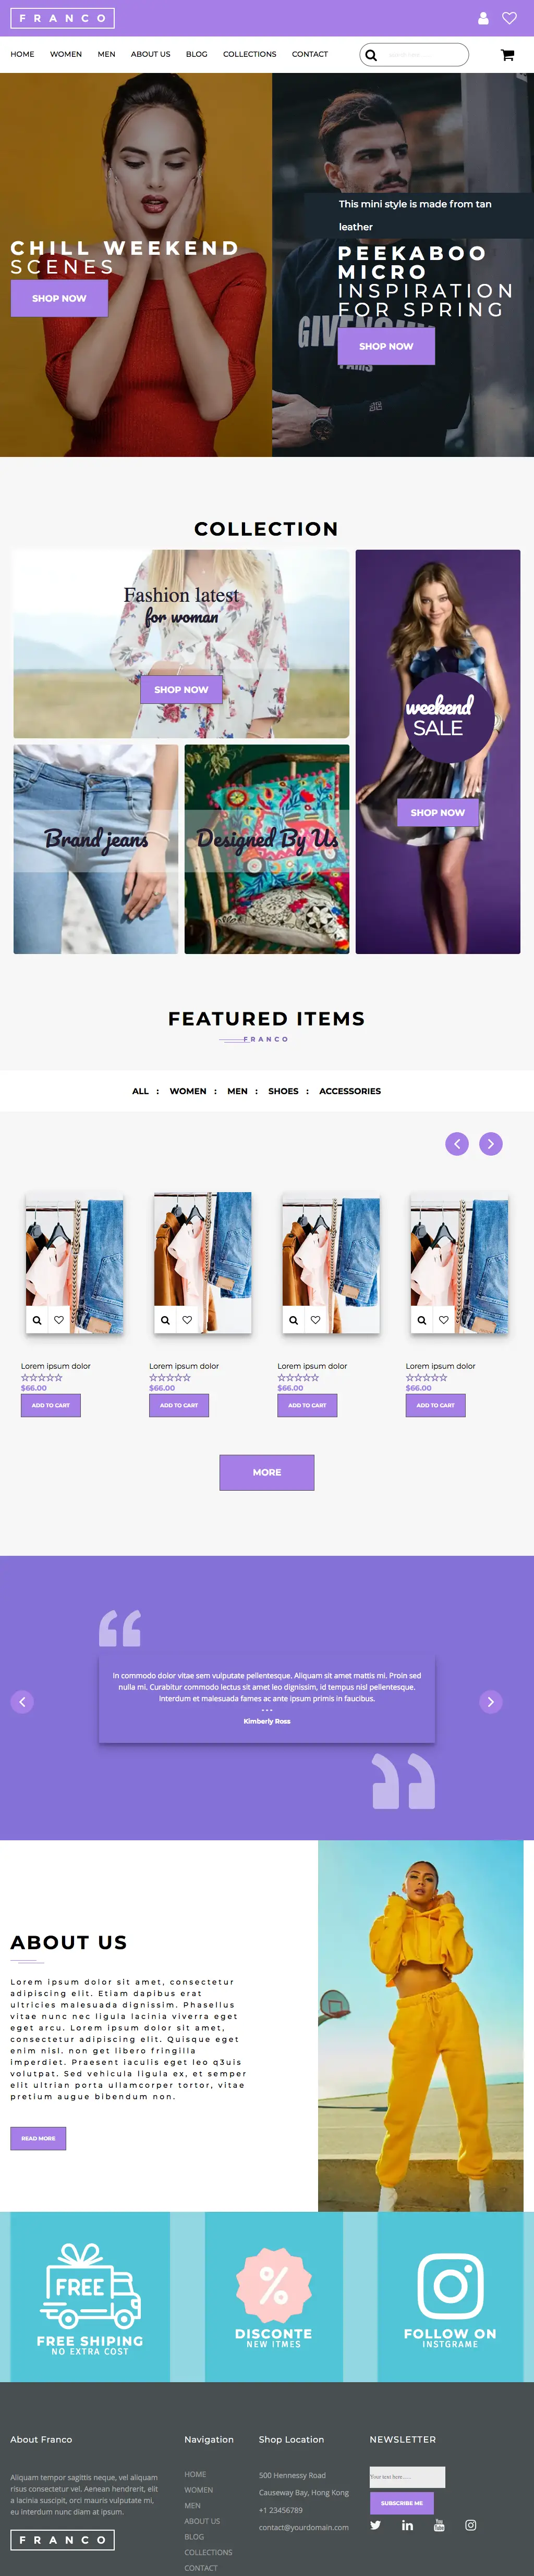 FRANCO
HOME WOMEN MEN ABOUT US BLOG COLLECTIONS CONTACT
CHILL WEEKEND
SCENES
SHOP NOW
This mini style is made from tan
leather
PEEKABOO
MICRO
INSPIRATION
FOR SPRING
SHOP NOW
COLLECTION
Fashion latest
for woman
SHOP NOW
weekend
SALE
SHOP NOW
Brand jeans
Designed By Us
FEATURED ITEMS
FRANCO
ALL : WOMEN : MEN : SHOES : ACCESSORIES
Lorem ipsum dolor
$66.00
ADD TO CART
Lorem ipsum dolor
$66.00
ADD TO CART
Lorem ipsum dolor
$66.00
ADD TO CART
Lorem ipsum dolor
$66.00
ADD TO CART
MORE
In commodo dolor vitae sem vulputate pellentesque. Aliquam sit amet mattis mi. Proin sed
nulla mi. Curabitur commodo lectus sit amet leo dignissim, id tempus nisl pellentesque.
Interdum et malesuada fames ac ante ipsum primis in faucibus.
---
Kimberly Ross
ABOUT US
Lorem ipsum dolor sit amet, consectetur
adipiscing elit. Etiam dapibus erat
ultricies malesuada dignissim. Phasellus
vitae nunc nec ligula lacinia viverra eget
eget arcu. Lorem ipsum dolor sit amet,
consectetur adipiscing elit. Quisque eget
enim nisl. non get libero fringilla
imperdiet. Praesent iaculis eget leo q3uis
volutpat. Sed vehicula ligula ex, et semper
elit ultrian porta ullamcorper tortor, vitae
pretium augue bibendum non.
READ MORE
FREE
FREE SHIPING
NO EXTRA COST
%
DISCONTE
NEW ITMES
FOLLOW ON
INSTGRAME
About Franco
Aliquam tempor sagittis neque, vel aliquam
risus consectetur vel. Aenean hendrerit, elit
a lacinia suscipit, orci mauris vulputate mi,
eu interdum nunc diam at ipsum.
FRANCO
Navigation
HOME
WOMEN
MEN
ABOUT US
BLOG
COLLECTIONS
CONTACT
Shop Location
500 Hennessy Road
Causeway Bay, Hong Kong
+1 23456789
contact@yourdomain.com
NEWSLETTER
Your text here......
SUBSCRIBE ME